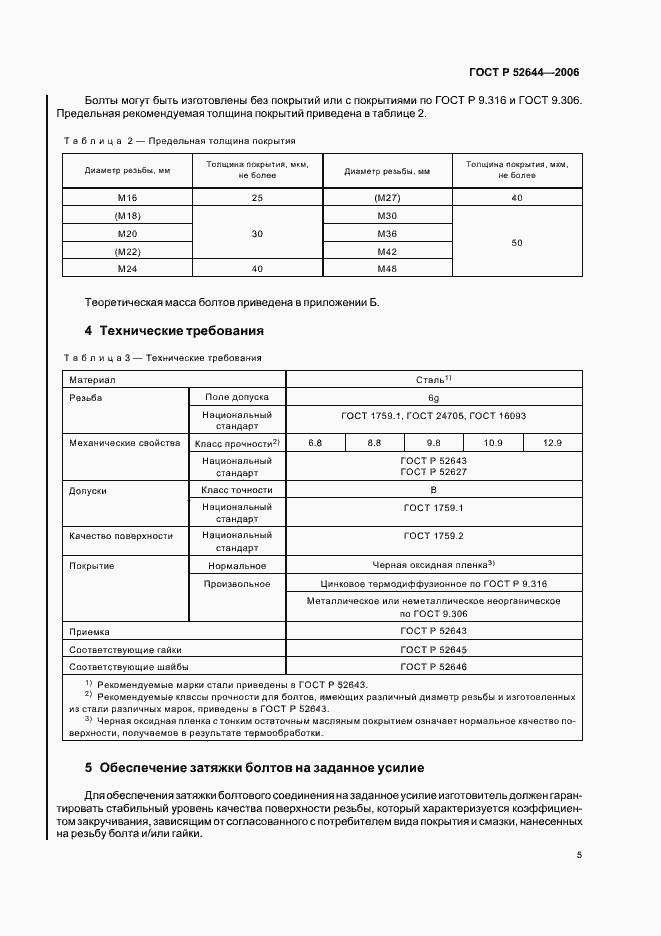 ГОСТ Р 52644—2006
Болты могут быть изготовлены без покрытий или с покрытиями по ГОСТ Р 9.316 и ГОСТ 9.306.
Предельная рекомендуемая толщина покрытий приведена в таблице 2.
Таблица 2 — Предельная толщина покрытия
Диаметр резьбы, мм Толщина покрытия, мкм, не более Диаметр резьбы, мм Толщина покрытия, мкм, не более
М16 25 (М27) 40
(М18) М30
М20 30 М36
50
(М22) М42
М24 40 М48
Теоретическая масса болтов приведена в приложении Б.
4 Технические требования
Таблица 3 — Технические требования
Материал Сталь1)
Резьба Поле допуска 6g
Национальный стандарт ГОСТ 1759.1, ГОСТ 24705, ГОСТ 16093
Механические свойства Класс прочности2) 6.8 8.8 9.8 10.9 12.9
Национальный стандарт ГОСТ Р 52643
ГОСТ Р 52627
Допуски Класс точности В
Национальный стандарт ГОСТ 1759.1
Качество поверхности Национальный стандарт ГОСТ 1759.2
Покрытие Нормальное Черная оксидная пленка3)
Произвольное Цинковое термодиффузионное по ГОСТ Р 9.316
Металлическое или неметаллическое неорганическое
по ГОСТ 9.306
Приемка ГОСТ Р 52643
Соответствующие гайки ГОСТ Р 52645
Соответствующие шайбы ГОСТ Р 52646
1) Рекомендуемые марки стали приведены в ГОСТ Р 52643.
2) Рекомендуемые классы прочности для болтов, имеющих различный диаметр резьбы и изготовленных
из стали различных марок, приведены в ГОСТ Р 52643.
3) Черная оксидная пленка с тонким остаточным масляным покрытием означает нормальное качество по-
верхности, получаемое в результате термообработки.
5 Обеспечение затяжки болтов на заданное усилие
Для обеспечения затяжки болтового соединения на заданное усилие изготовитель должен гаран-
тировать стабильный уровень качества поверхности резьбы, который характеризуется коэффициен-
том закручивания, зависящим от согласованного с потребителем вида покрытия и смазки, нанесенных
на резьбу болта и/или гайки.
5